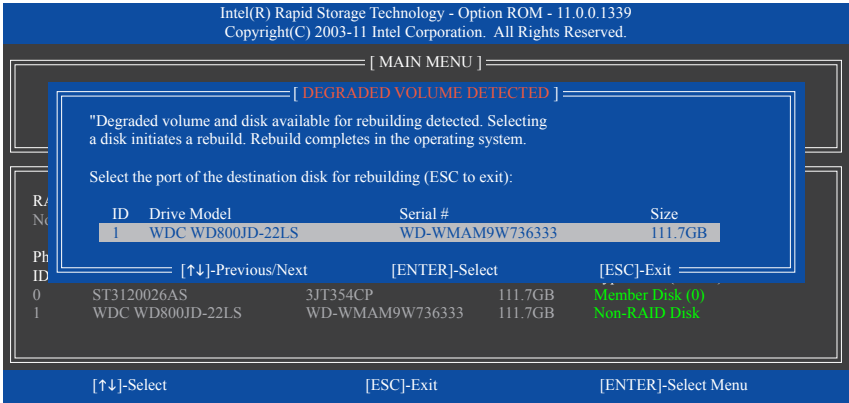 Intel(R) Rapid Storage Technology - Option ROM - 11.0.0.1339
Copyright(C) 2003-11 Intel Corporation.  All Rights Reserved.
[ MAIN MENU ]
[ DEGRADED VOLUME DETECTED ]
"Degraded volume and disk available for rebuilding detected. Selecting
a disk initiates a rebuild. Rebuild completes in the operating system.
Select the port of the destination disk for rebuilding (ESC to exit):
ID Drive Model Serial # Size
1 WDC WD800JD-22LS WD-WMAM9W736333 111.7GB
[↑↓]-Previous/Next [ENTER]-Select [ESC]-Exit
ID
0 ST3120026AS 3JT354CP 111.7GB Member Disk (0)
1 WDC WD800JD-22LS WD-WMAM9W736333 111.7GB Non-RAID Disk
[↑↓]-Select [ESC]-Exit [ENTER]-Select Menu